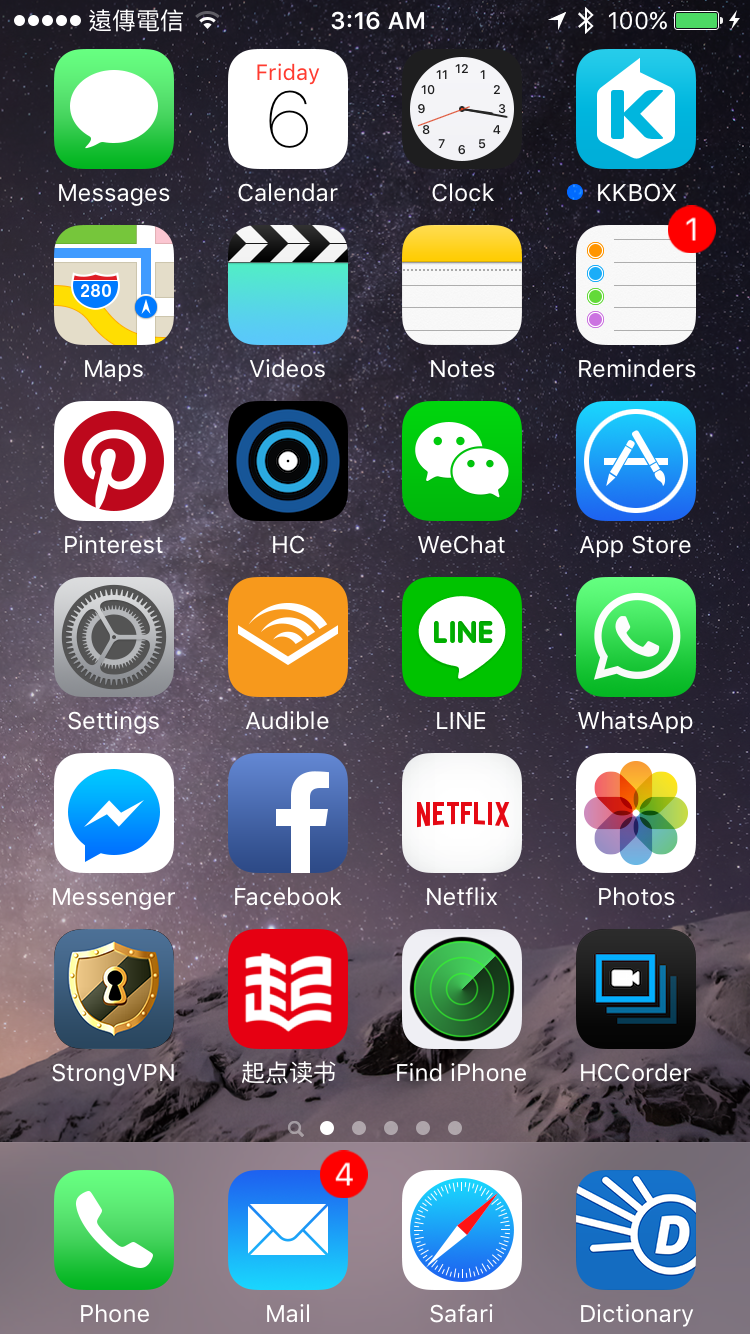 遠傳電信 3:16 AM 100%
Friday
6
12
11 1
10 2
9 3
8 4
7 5
6
K
Messages Calendar Clock KKBOX
1
280
Maps Videos Notes Reminders
Pinterest HC WeChat App Store
LINE
Settings Audible LINE WhatsApp
NETFLIX
Messenger Facebook Netflix Photos
起
StrongVPN 起点读书 Find iPhone HCCorder
4
D
Phone Mail Safari Dictionary